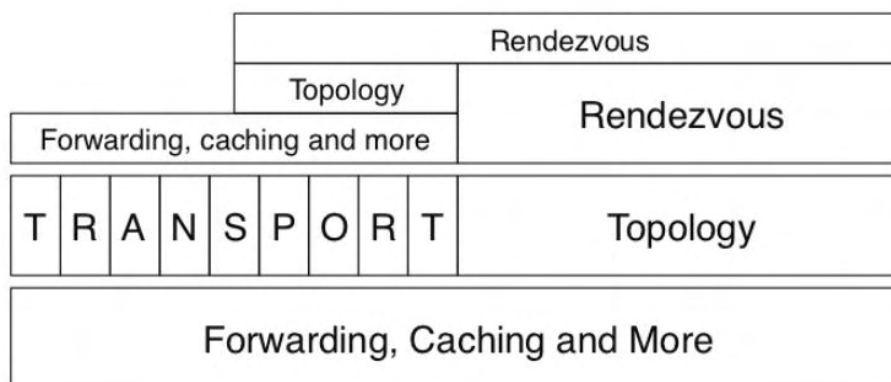 Rendezvous
Topology
Rendezvous
Forwarding, caching and more
T R A N S P O R T
Topology
Forwarding, Caching and More